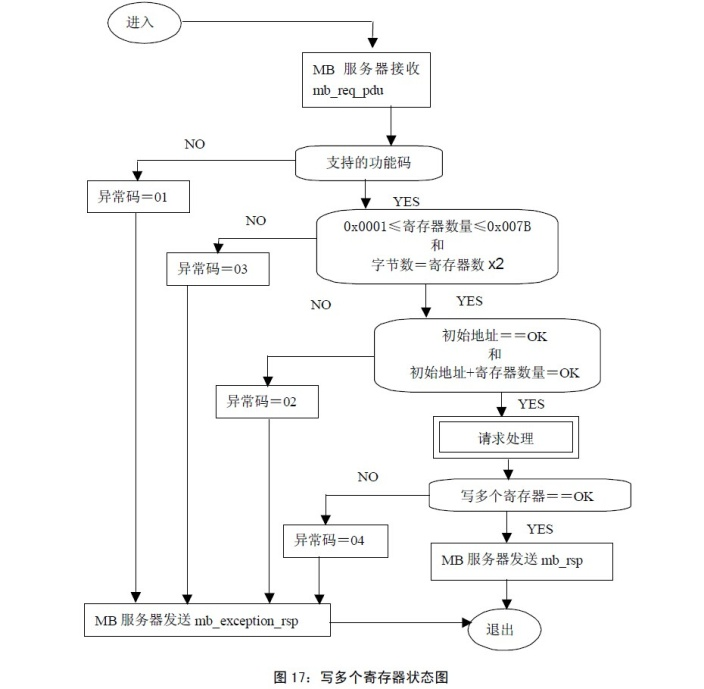 进入
MB 服务器接收
mb_req_pdu
NO
支持的功能码
异常码＝01
YES
NO
0x0001≤寄存器数量≤0x007B
和
字节数＝寄存器数 x2
异常码＝03
NO
YES
初始地址＝＝OK
和
初始地址+寄存器数量＝OK
异常码＝02
YES
请求处理
NO
写多个寄存器＝＝OK
异常码＝04
YES
MB 服务器发送 mb_rsp
MB 服务器发送 mb_exception_rsp
退出
图 17：写多个寄存器状态图